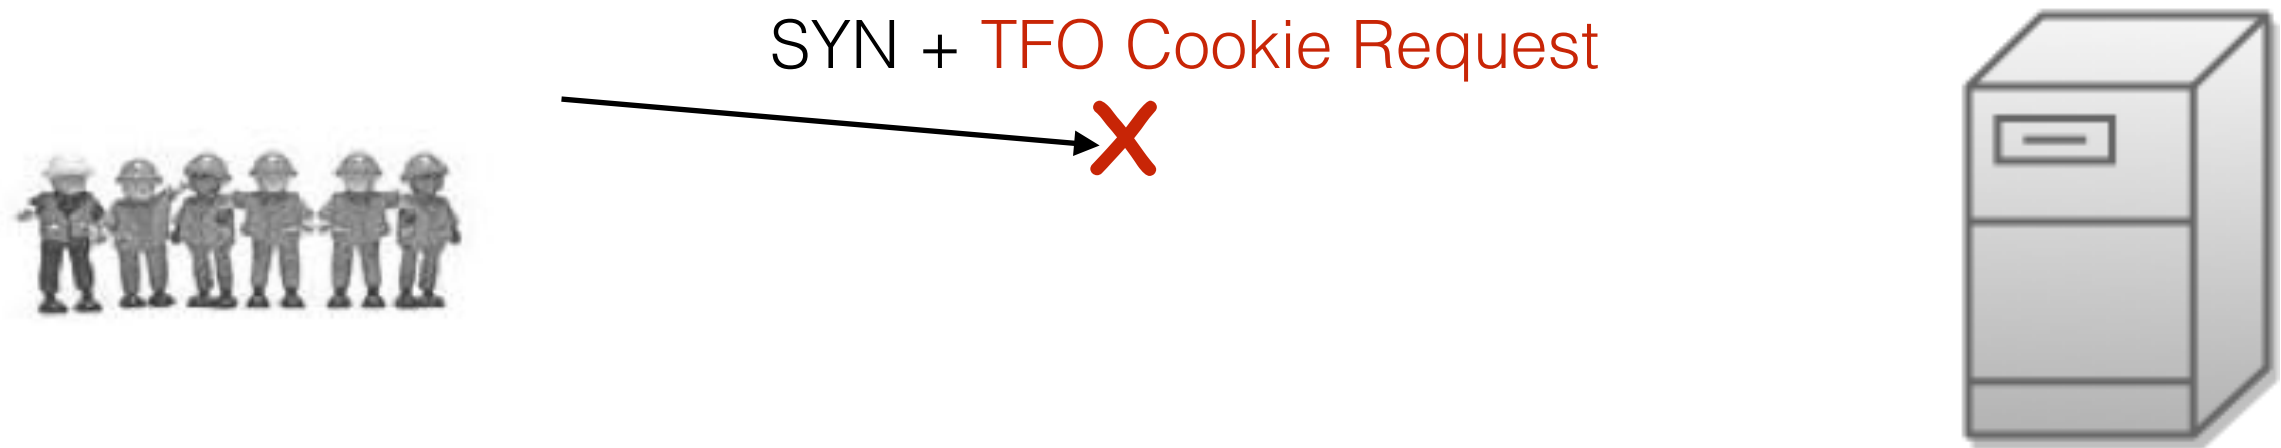 SYN + TFO Cookie Request